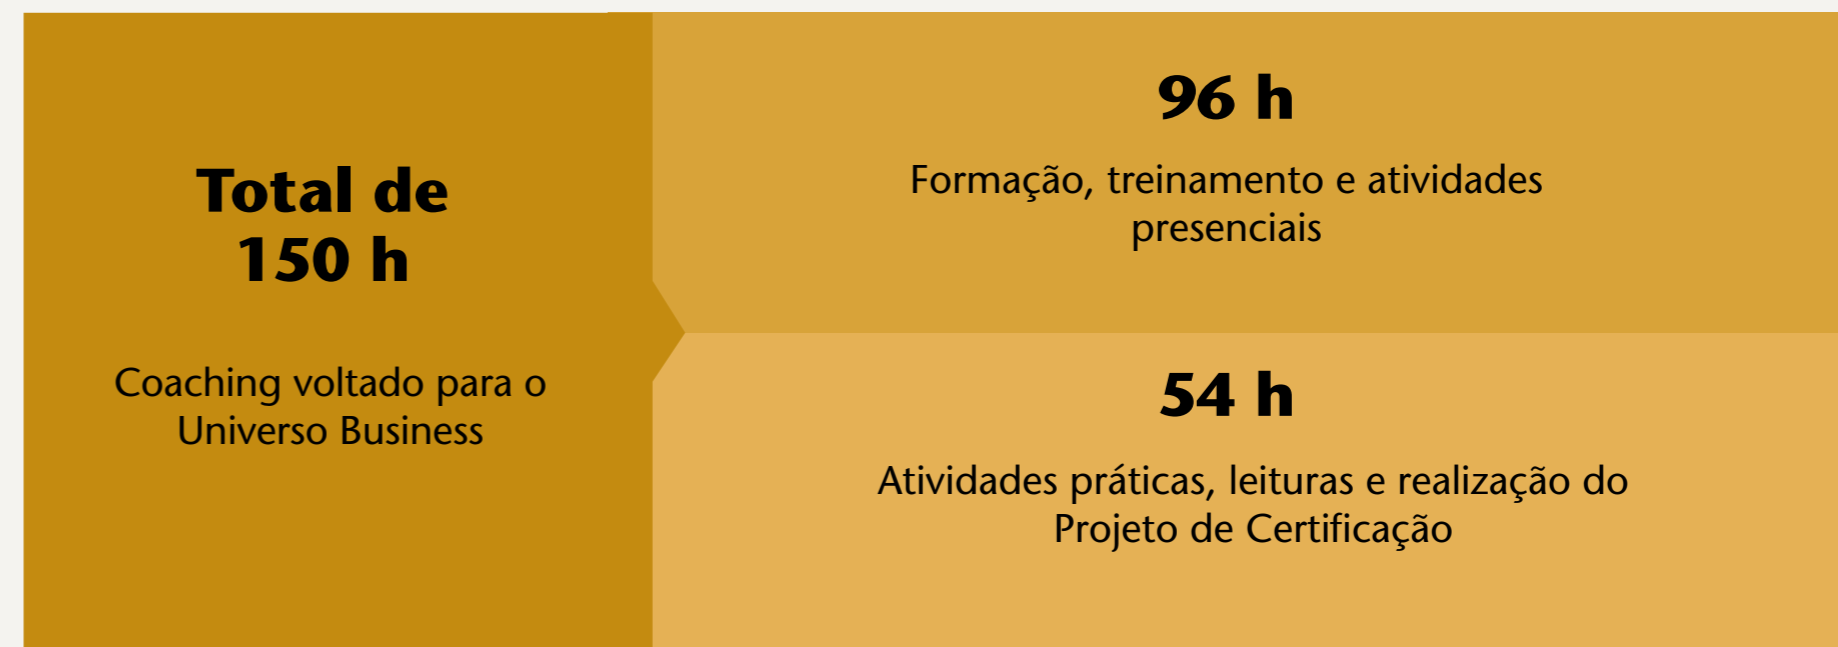 Total de
150 h
Coaching voltado para o
Universo Business
96 h
Formação, treinamento e atividades
presenciais
54 h
Atividades práticas, leituras e realização do
Projeto de Certificação